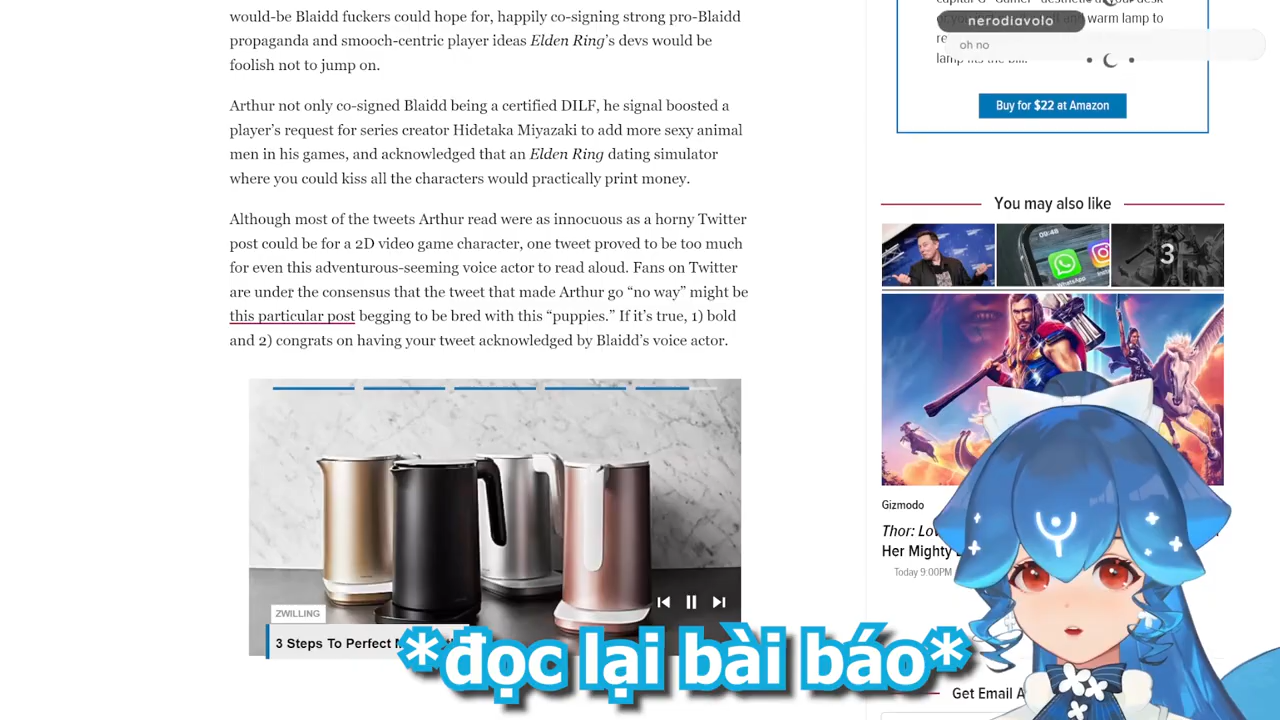 would-be Blaidd fuckers could hope for, happily co-signing strong pro-Blaidd
propaganda and smooch-centric player ideas Elden Ring's devs would be
foolish not to jump on.
Arthur not only co-signed Blaidd being a certified DILF, he signal boosted a
player's request for series creator Hidetaka Miyazaki to add more sexy animal
men in his games, and acknowledged that an Elden Ring dating simulator
where you could kiss all the characters would practically print money.
Although most of the tweets Arthur read were as innocuous as a horny Twitter
post could be for a 2D video game character, one tweet proved to be too much
for even this adventurous-seeming voice actor to read aloud. Fans on Twitter
are under the consensus that the tweet that made Arthur go “no way” might be
this particular post begging to be bred with this “puppies.” If it's true, 1) bold
and 2) congrats on having your tweet acknowledged by Blaidd's voice actor.
ZWILLING
3 Steps To Perfect
*đọc lại bài báo*
nerodiavolo
oh no
warm lamp to
lamp fits the bill.
Buy for $22 at Amazon
You may also like
09:46
WhatsApp
3
Gizmodo
Thor:
Her Mighty
Today 9:00PM
Get Email